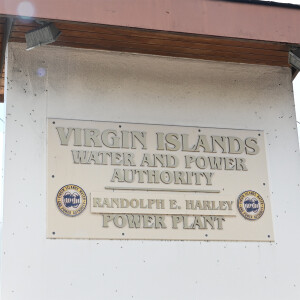 VIRGIN ISLANDS
WATER AND POWER
AUTHORITY
RANDOLPH E. HARLEY
POWER PLANT